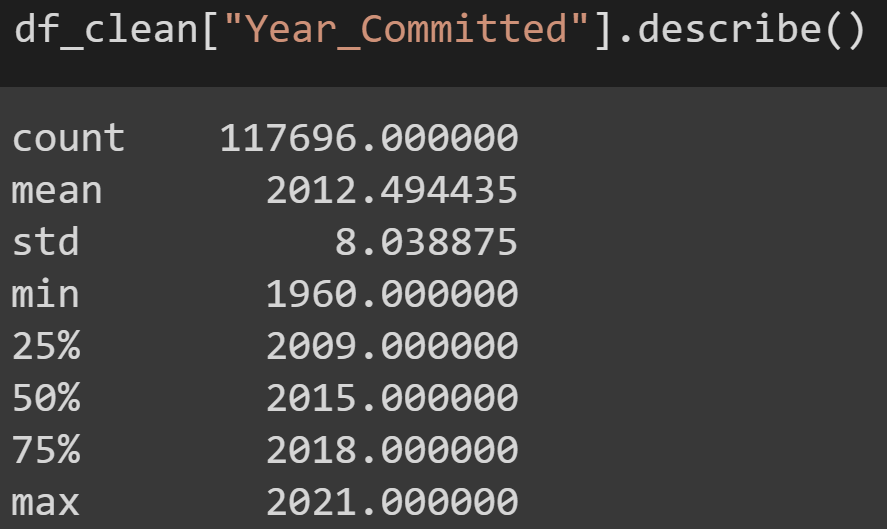 df_clean["Year_Committed"].describe()
count 117696.000000
mean 2012.494435
std 8.038875
min 1960.000000
25% 2009.000000
50% 2015.000000
75% 2018.000000
max 2021.000000